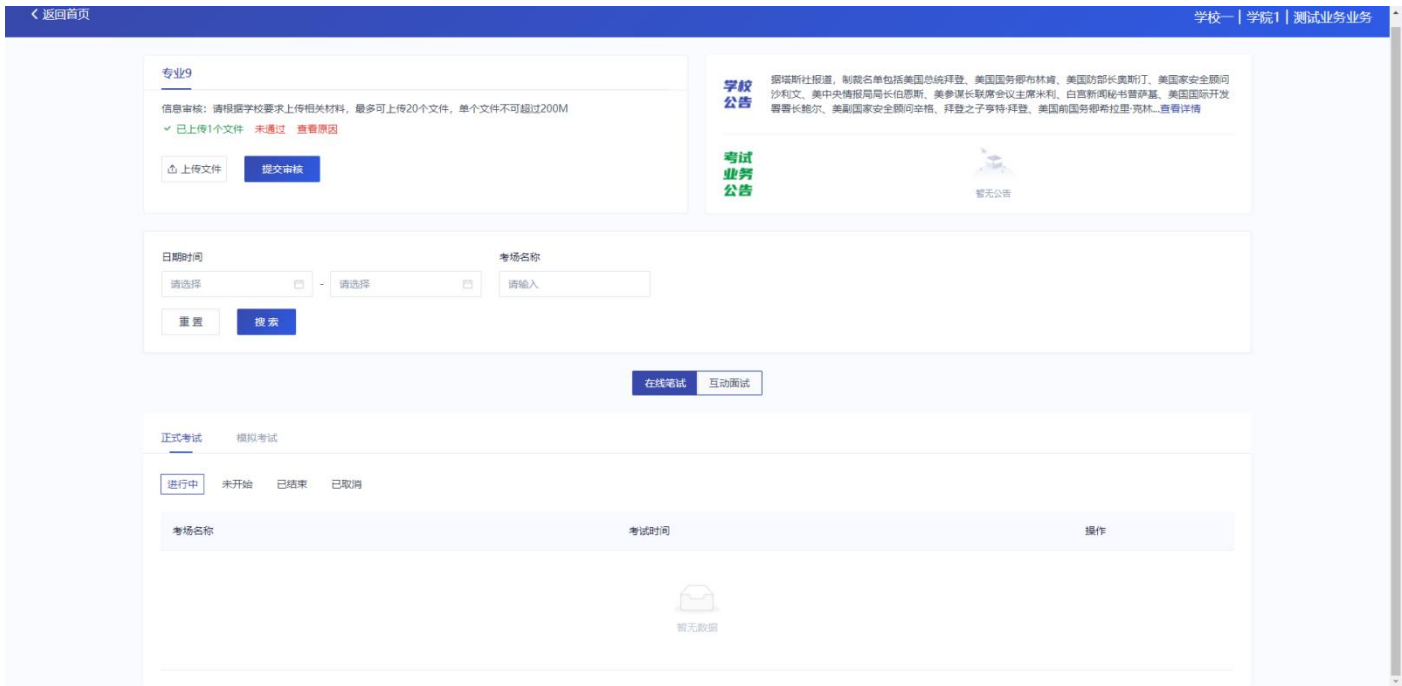 返回首页
学校一 | 学院1 | 测试业务业务
专业9
信息审核：请根据学校要求上传相关材料，最多可上传20个文件，单个文件不可超过200M
已上传1个文件 未通过 查看原因
上传文件 提交审核
学校
公告
据塔斯社报道，制裁名单包括美国总统拜登、美国国务卿布林肯、美国防部长奥斯汀、美国家安全顾问
沙利文、美中央情报局局长伯恩斯、美参谋长联席会议主席米利、白宫新闻秘书普萨基、美国国际开发
署署长鲍尔、美副国家安全顾问辛格、拜登之子亨特·拜登、美国前国务卿希拉里·克林...查看详情
考试
业务
公告
暂无公告
日期时间 考场名称
请选择 - 请选择 请输入
重置 搜索
在线笔试 互动面试
正式考试 模拟考试
进行中 未开始 已结束 已取消
考场名称 考试时间 操作
暂无数据